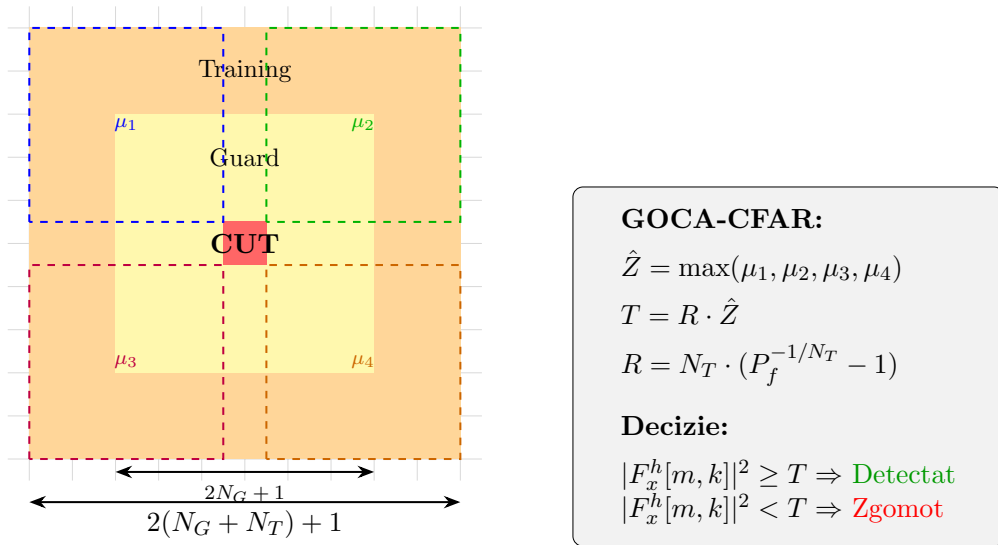 Training
μ₁ μ₂
Guard
CUT
μ₃ μ₄
2N_G + 1
2(N_G + N_T) + 1
GOCA-CFAR:
Ẑ = max(μ₁, μ₂, μ₃, μ₄)
T = R · Ẑ
R = N_T · (P_f^{-1/N_T} − 1)
Decizie:
|F_x^h[m, k]|² ≥ T ⇒ Detectat
|F_x^h[m, k]|² < T ⇒ Zgomot